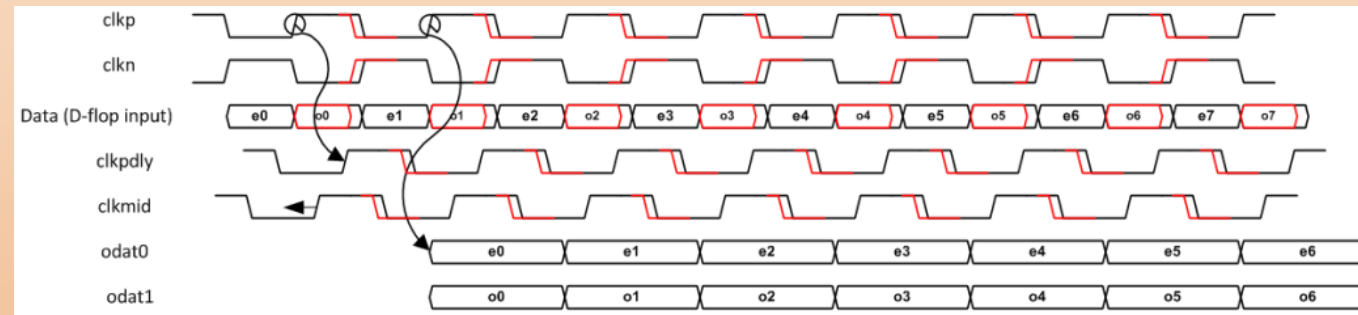 clkp
clkn
Data (D-flop input) e0 o0 e1 o1 e2 o2 e3 o3 e4 o4 e5 o5 e6 o6 e7 o7
clkpdly
clkmid
odat0 e0 e1 e2 e3 e4 e5 e6
odat1 o0 o1 o2 o3 o4 o5 o6